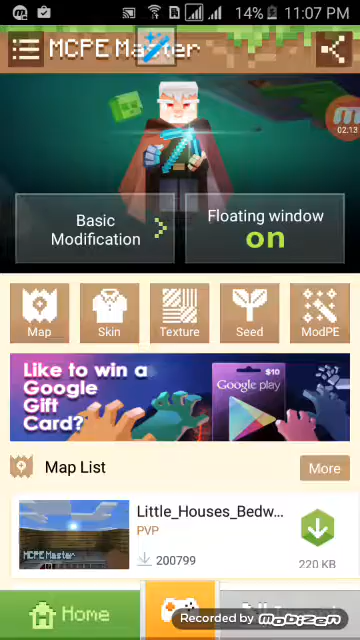 14% 11:07 PM
MCPE Master
02:13
Basic
Modification
Floating window
on
Map
Skin
Texture
Seed
ModPE
Like to win a
Google
Gift
Card?
$10
Google play
Map List
More
Little_Houses_Bedw...
PVP
MCPE Master
200799
220 KB
Home
Recorded by mobizen